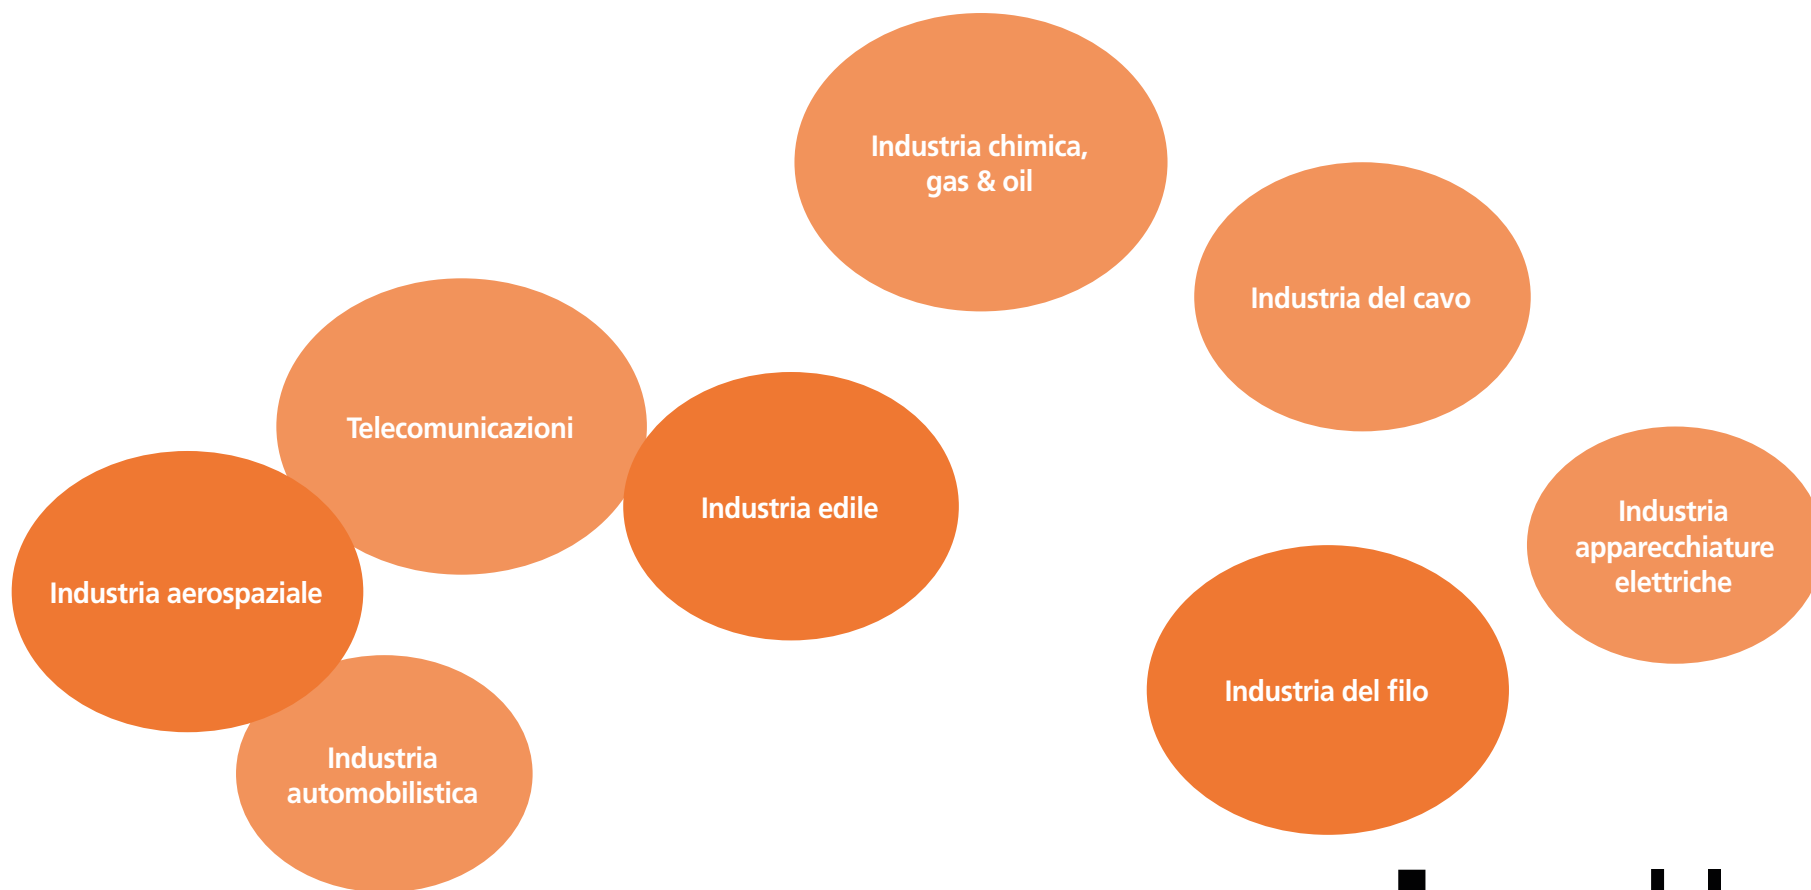 Industria chimica,
gas & oil
Industria del cavo
Telecomunicazioni
Industria edile
Industria
apparecchiature
elettriche
Industria aerospaziale
Industria del filo
Industria
automobilistica